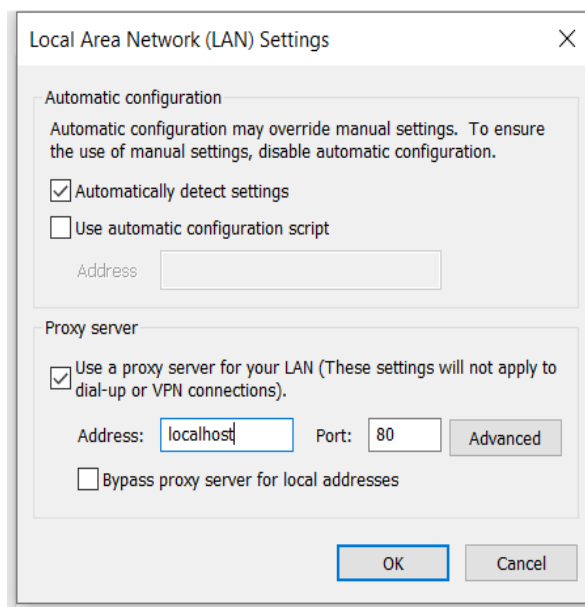 Local Area Network (LAN) Settings
Automatic configuration
Automatic configuration may override manual settings. To ensure
the use of manual settings, disable automatic configuration.
Automatically detect settings
Use automatic configuration script
Address
Proxy server
Use a proxy server for your LAN (These settings will not apply to
dial-up or VPN connections).
Address: localhost Port: 80 Advanced
Bypass proxy server for local addresses
OK Cancel